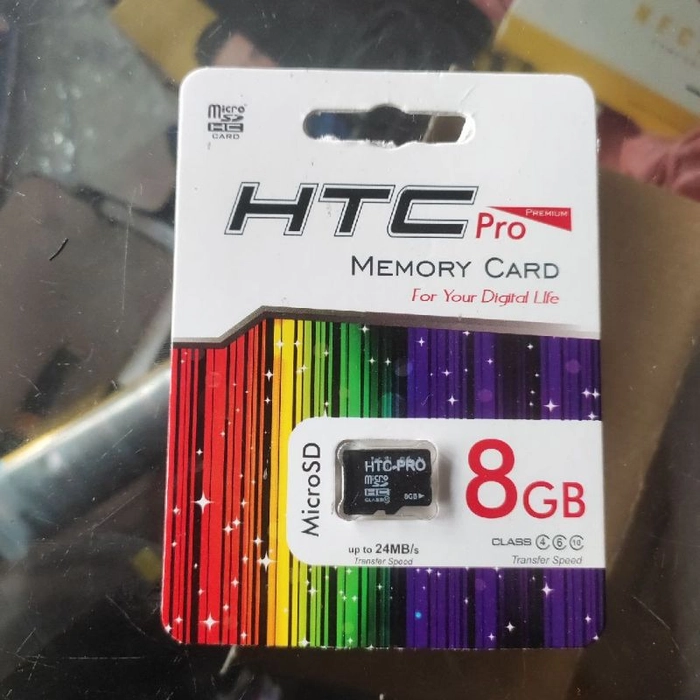 Micro
SD
HC
CARD
HTC Pro PREMIUM
MEMORY CARD
For Your Digital LIfe
MicroSD
HTC-PRO
micro
SD
HC
CLASS
8GB
8GB
up to 24MB/s
Transfer Speed
CLASS 4 6 10
Transfer Speed